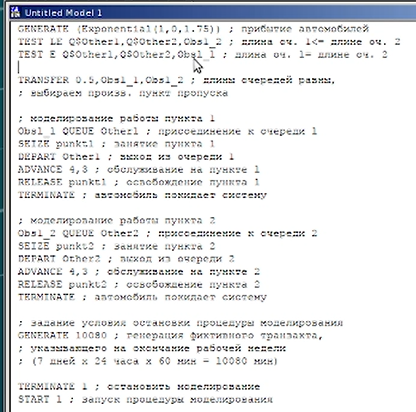 Untitled Model 1
GENERATE (Exponential(1,0,1.75)) ; прибытие автомобилей
TEST LE Q$Other1,Q$Other2,Obsl_2 ; длина оч. 1<= длине оч. 2
TEST E Q$Other1,Q$Other2,Obsl_1 ; длина оч. 1= длине оч. 2
TRANSFER 0.5,Obsl_1,Obsl_2 ; длины очередей равны,
; выбираем произв. пункт пропуска
; моделирование работы пункта 1
Obsl_1 QUEUE Other1 ; присоединение к очереди 1
SEIZE punkt1 ; занятие пункта 1
DEPART Other1 ; выход из очереди 1
ADVANCE 4,3 ; обслуживание на пункте 1
RELEASE punkt1 ; освобождение пункта 1
TERMINATE ; автомобиль покидает систему
; моделирование работы пункта 2
Obsl_2 QUEUE Other2 ; присоединение к очереди 2
SEIZE punkt2 ; занятие пункта 2
DEPART Other2 ; выход из очереди 2
ADVANCE 4,3 ; обслуживание на пункте 2
RELEASE punkt2 ; освобождение пункта 2
TERMINATE ; автомобиль покидает систему
; задание условия остановки процедуры моделирования
GENERATE 10080 ; генерация фиктивного транзакта,
; указывающего на окончание рабочей недели
; (7 дней x 24 часа x 60 мин = 10080 мин)
TERMINATE 1 ; остановить моделирование
START 1 ; запуск процедуры моделирования